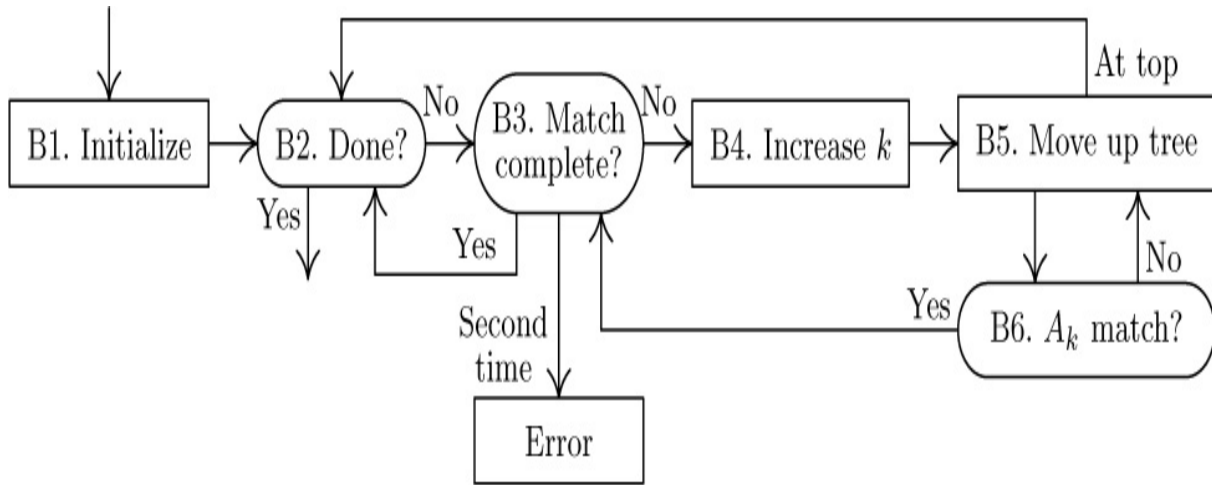 At top
B1. Initialize
B2. Done?
No
B3. Match
complete?
No
B4. Increase k
B5. Move up tree
Yes
Yes
No
Yes
B6. A_k match?
Second
time
Error